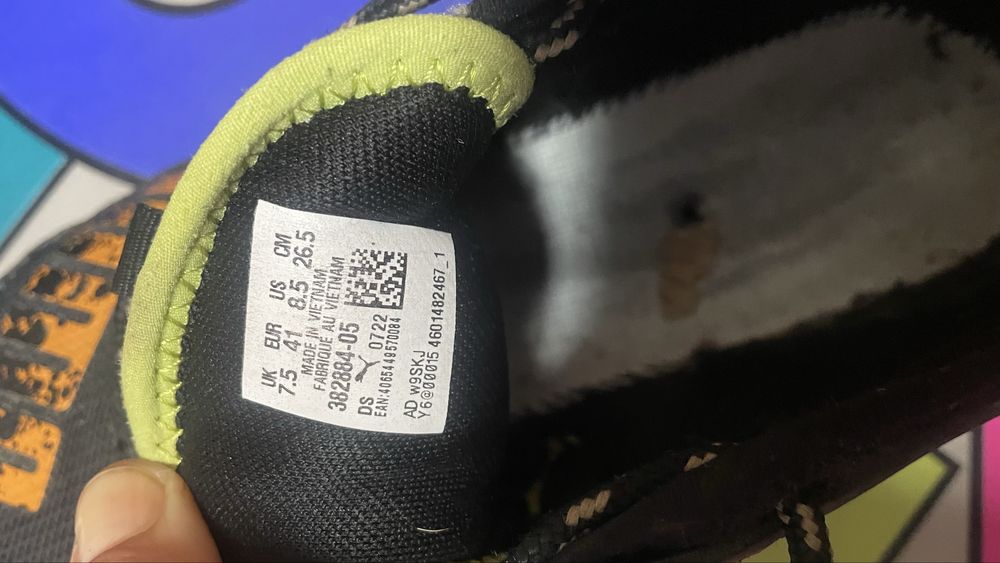 UK EUR US CM
7.5 41 8.5 26.5
MADE IN VIETNAM
FABRIQUE AU VIETNAM
382884-05
DS 0722
EAN:4065449570084
AD w9SKJ
Y6@00015 4601482467_1